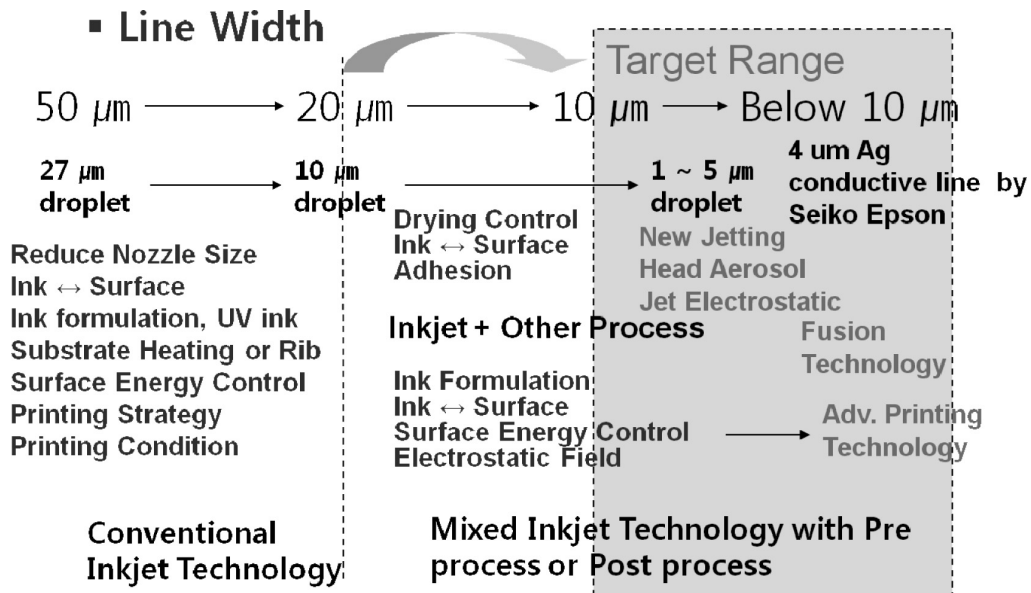 ▪ Line Width
Target Range
50 ㎛ → 20 ㎛ → 10 ㎛ → Below 10 ㎛
27 ㎛
droplet
10 ㎛
droplet
1 ~ 5 ㎛
droplet
4 um Ag
conductive line by
Seiko Epson
Reduce Nozzle Size
Ink ↔ Surface
Ink formulation, UV ink
Substrate Heating or Rib
Surface Energy Control
Printing Strategy
Printing Condition
Drying Control
Ink ↔ Surface
Adhesion
Inkjet + Other Process
Ink Formulation
Ink ↔ Surface
Surface Energy Control
Electrostatic Field
New Jetting
Head Aerosol
Jet Electrostatic
Fusion
Technology
Adv. Printing
Technology
Conventional
Inkjet Technology
Mixed Inkjet Technology with Pre
process or Post process